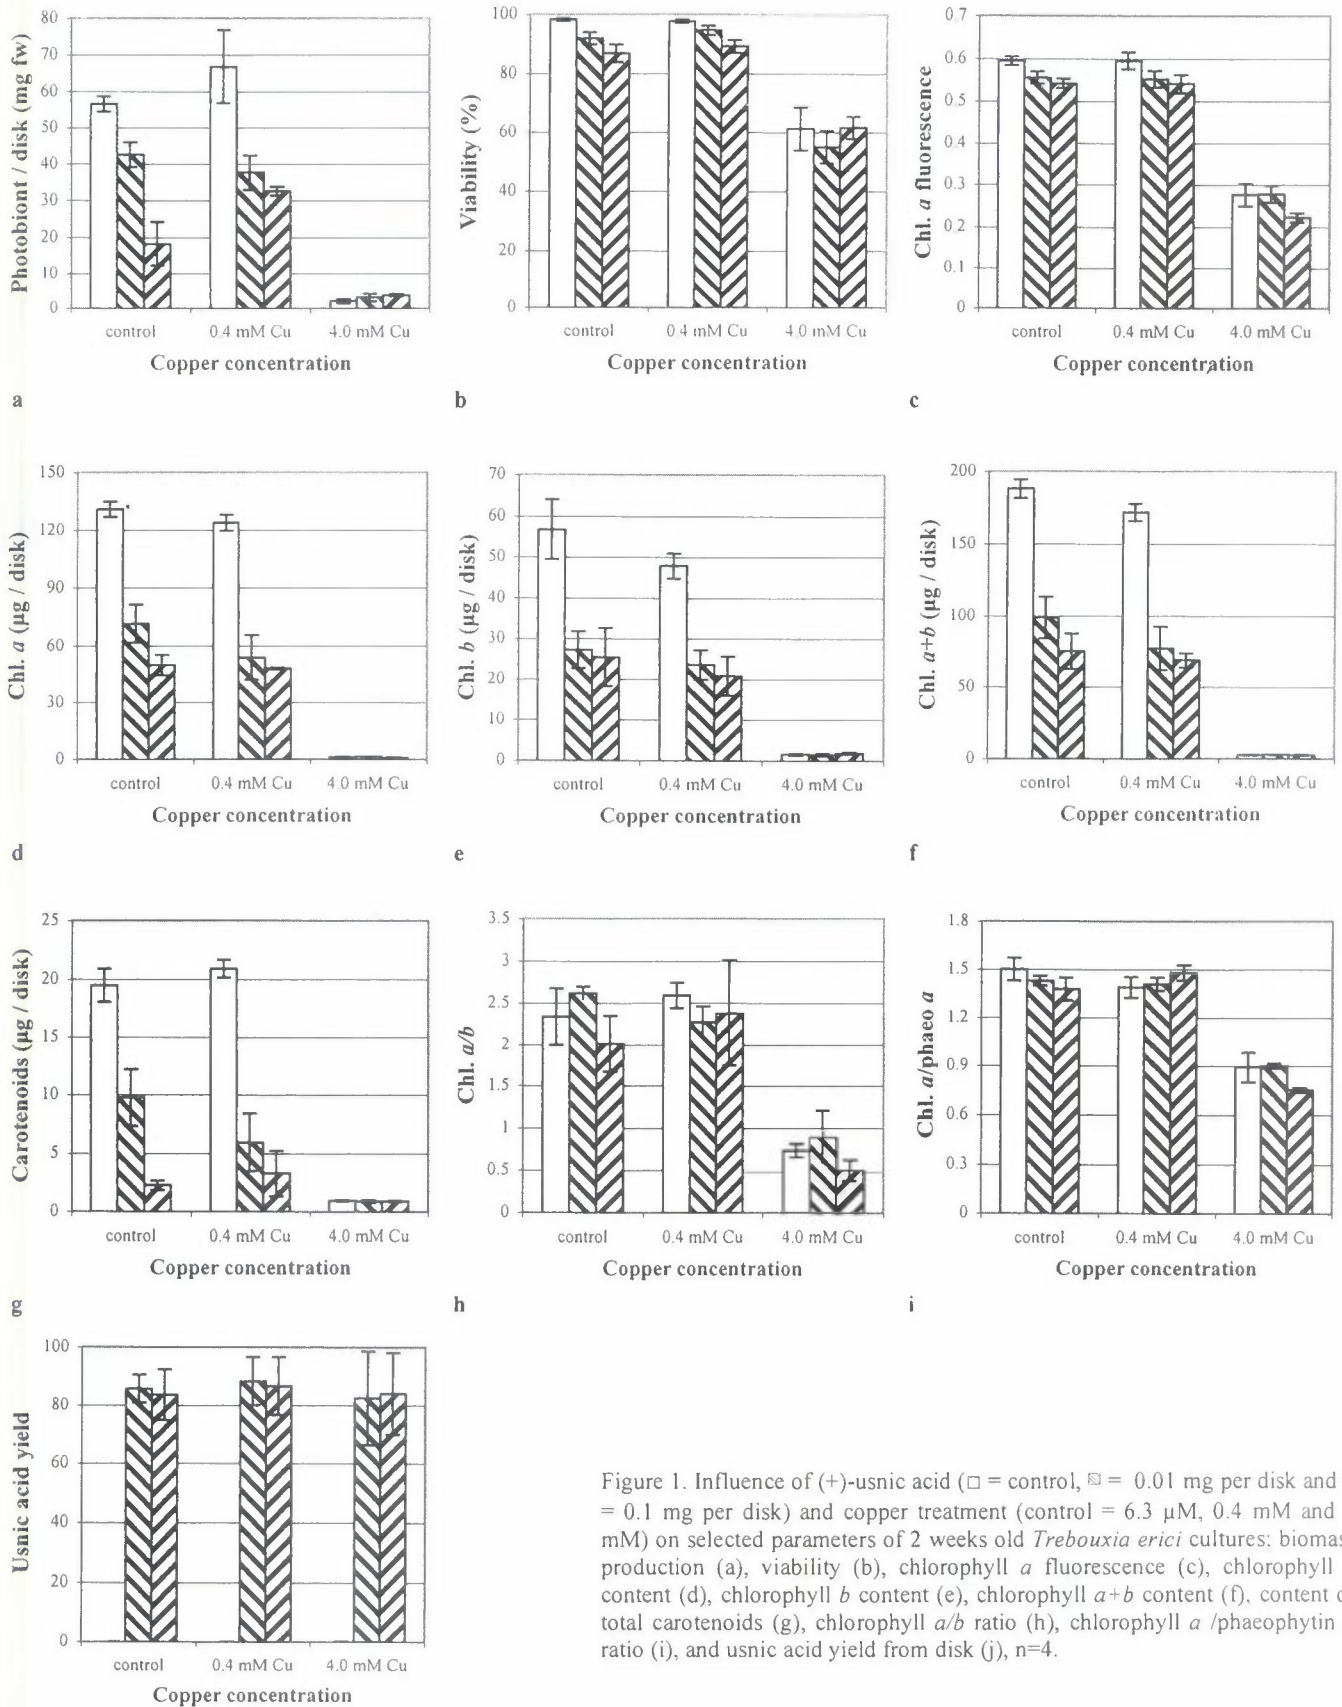 Photobiont / disk (mg fw)
80
70
60
50
40
30
20
10
0
control 0.4 mM Cu 4.0 mM Cu
Copper concentration
a
Viability (%)
100
80
60
40
20
0
control 0.4 mM Cu 4.0 mM Cu
Copper concentration
b
Chl. a fluorescence
0.7
0.6
0.5
0.4
0.3
0.2
0.1
0
control 0.4 mM Cu 4.0 mM Cu
Copper concentration
c
Chl. a (µg / disk)
150
120
90
60
30
0
control 0.4 mM Cu 4.0 mM Cu
Copper concentration
d
Chl. b (µg / disk)
70
60
50
40
30
20
10
0
control 0.4 mM Cu 4.0 mM Cu
Copper concentration
e
Chl. a+b (µg / disk)
200
150
100
50
0
control 0.4 mM Cu 4.0 mM Cu
Copper concentration
f
Carotenoids (µg / disk)
25
20
15
10
5
0
control 0.4 mM Cu 4.0 mM Cu
Copper concentration
g
Chl. a/b
3.5
3
2.5
2
1.5
1
0.5
0
control 0.4 mM Cu 4.0 mM Cu
Copper concentration
h
Chl. a/phaeo a
1.8
1.5
1.2
0.9
0.6
0.3
0
control 0.4 mM Cu 4.0 mM Cu
Copper concentration
i
Usnic acid yield
100
80
60
40
20
0
control 0.4 mM Cu 4.0 mM Cu
Copper concentration
Figure 1. Influence of (+)-usnic acid (□ = control, ▧ = 0.01 mg per disk and
= 0.1 mg per disk) and copper treatment (control = 6.3 µM, 0.4 mM and
mM) on selected parameters of 2 weeks old Trebouxia erici cultures: biomas
production (a), viability (b), chlorophyll a fluorescence (c), chlorophyll
content (d), chlorophyll b content (e), chlorophyll a+b content (f), content o
total carotenoids (g), chlorophyll a/b ratio (h), chlorophyll a /phaeophytin
ratio (i), and usnic acid yield from disk (j), n=4.